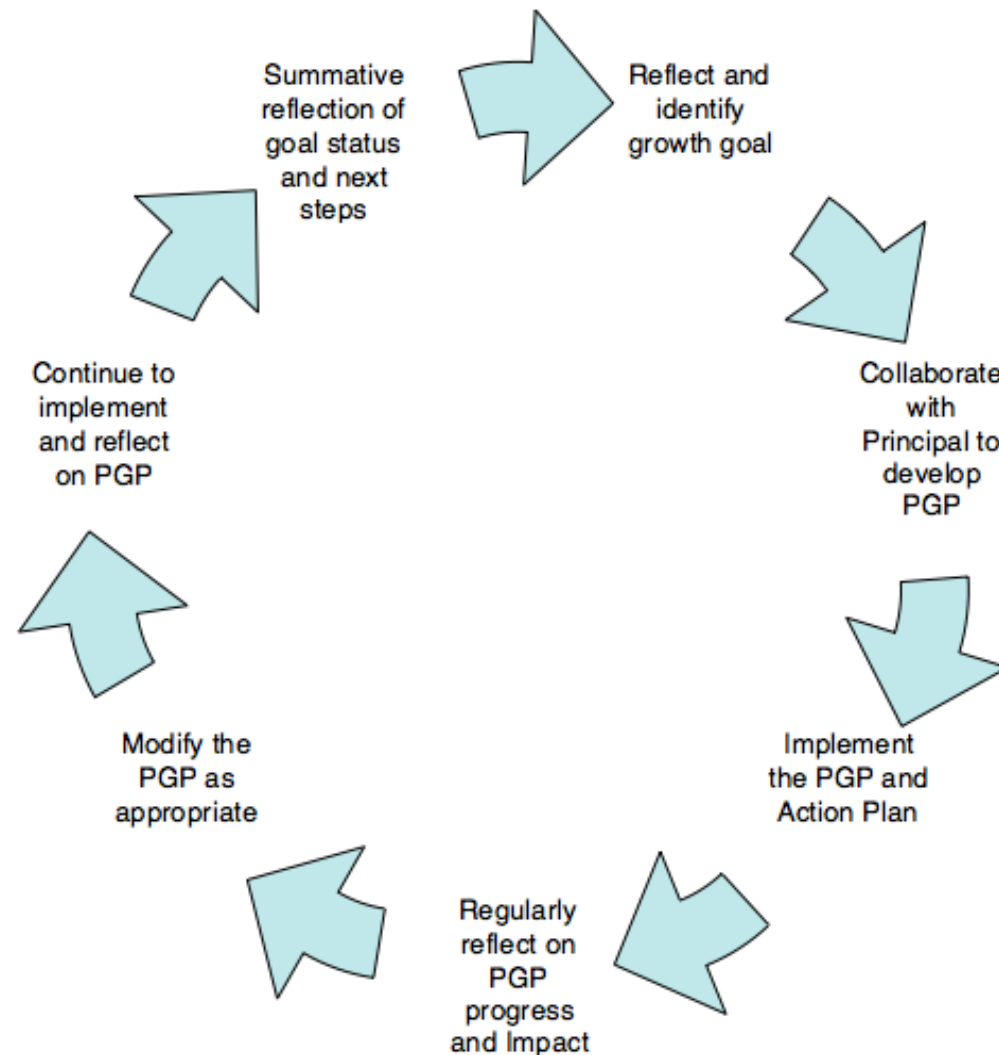 Summative
reflection of
goal status
and next
steps
Reflect and
identify
growth goal
Collaborate
with
Principal to
develop
PGP
Implement
the PGP and
Action Plan
Regularly
reflect on
PGP
progress
and Impact
Modify the
PGP as
appropriate
Continue to
implement
and reflect
on PGP